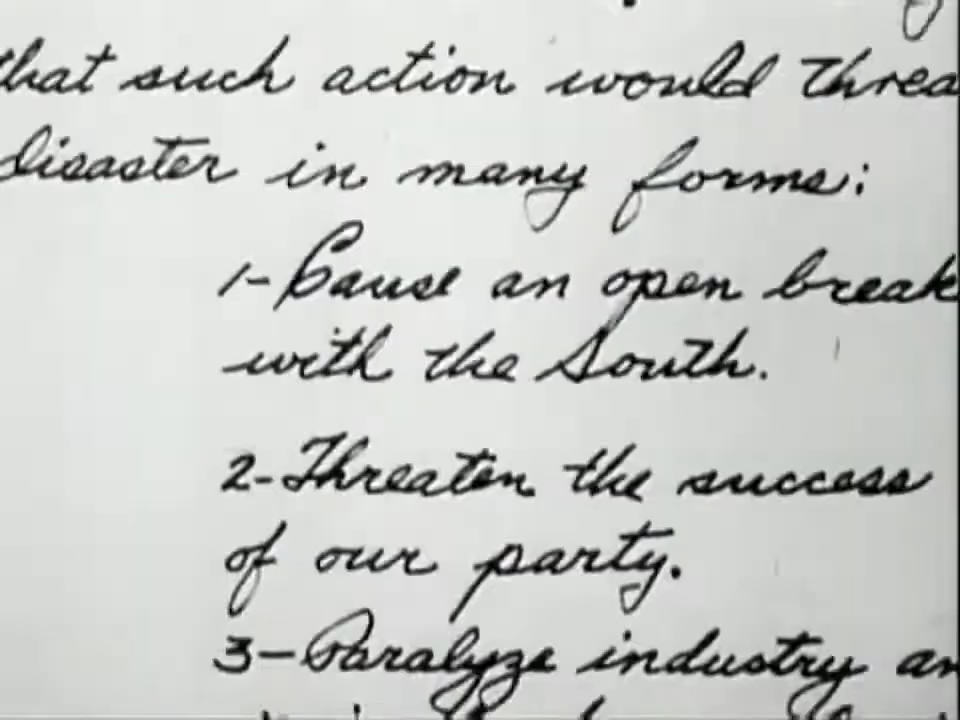 that such action would threa
disaster in many forms:
1-Cause an open break
with the South.
2-Threaten the success
of our party.
3-Paralyze industry an